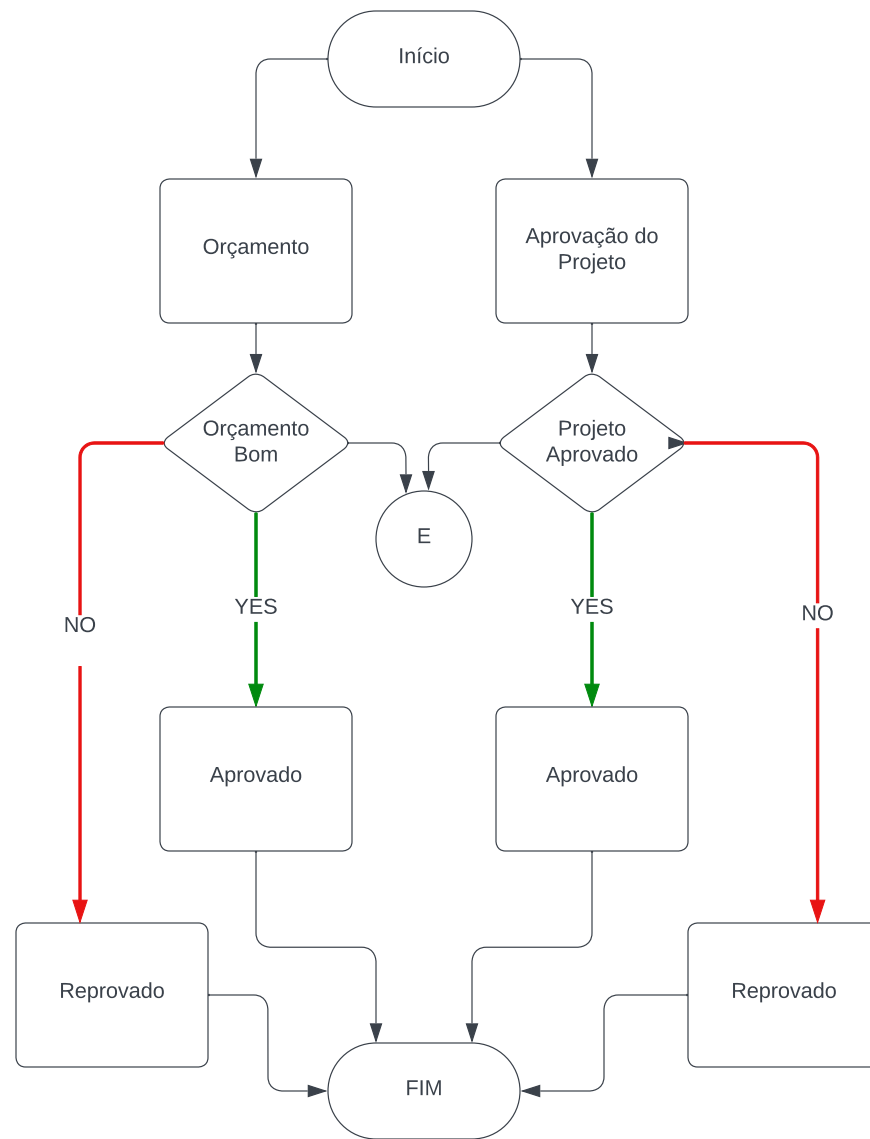 Início
Orçamento
Aprovação do
Projeto
Orçamento
Bom
Projeto
Aprovado
E
YES
YES
NO
NO
Aprovado
Aprovado
Reprovado
Reprovado
FIM